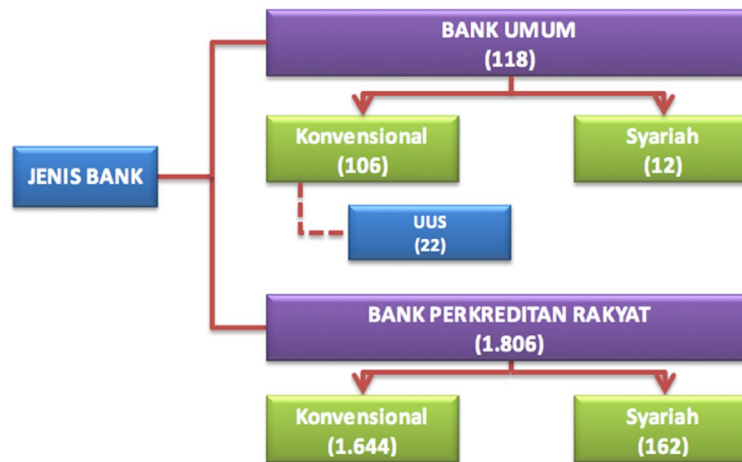 BANK UMUM
(118)
Konvensional
(106)
Syariah
(12)
JENIS BANK
UUS
(22)
BANK PERKREDITAN RAKYAT
(1.806)
Konvensional
(1.644)
Syariah
(162)